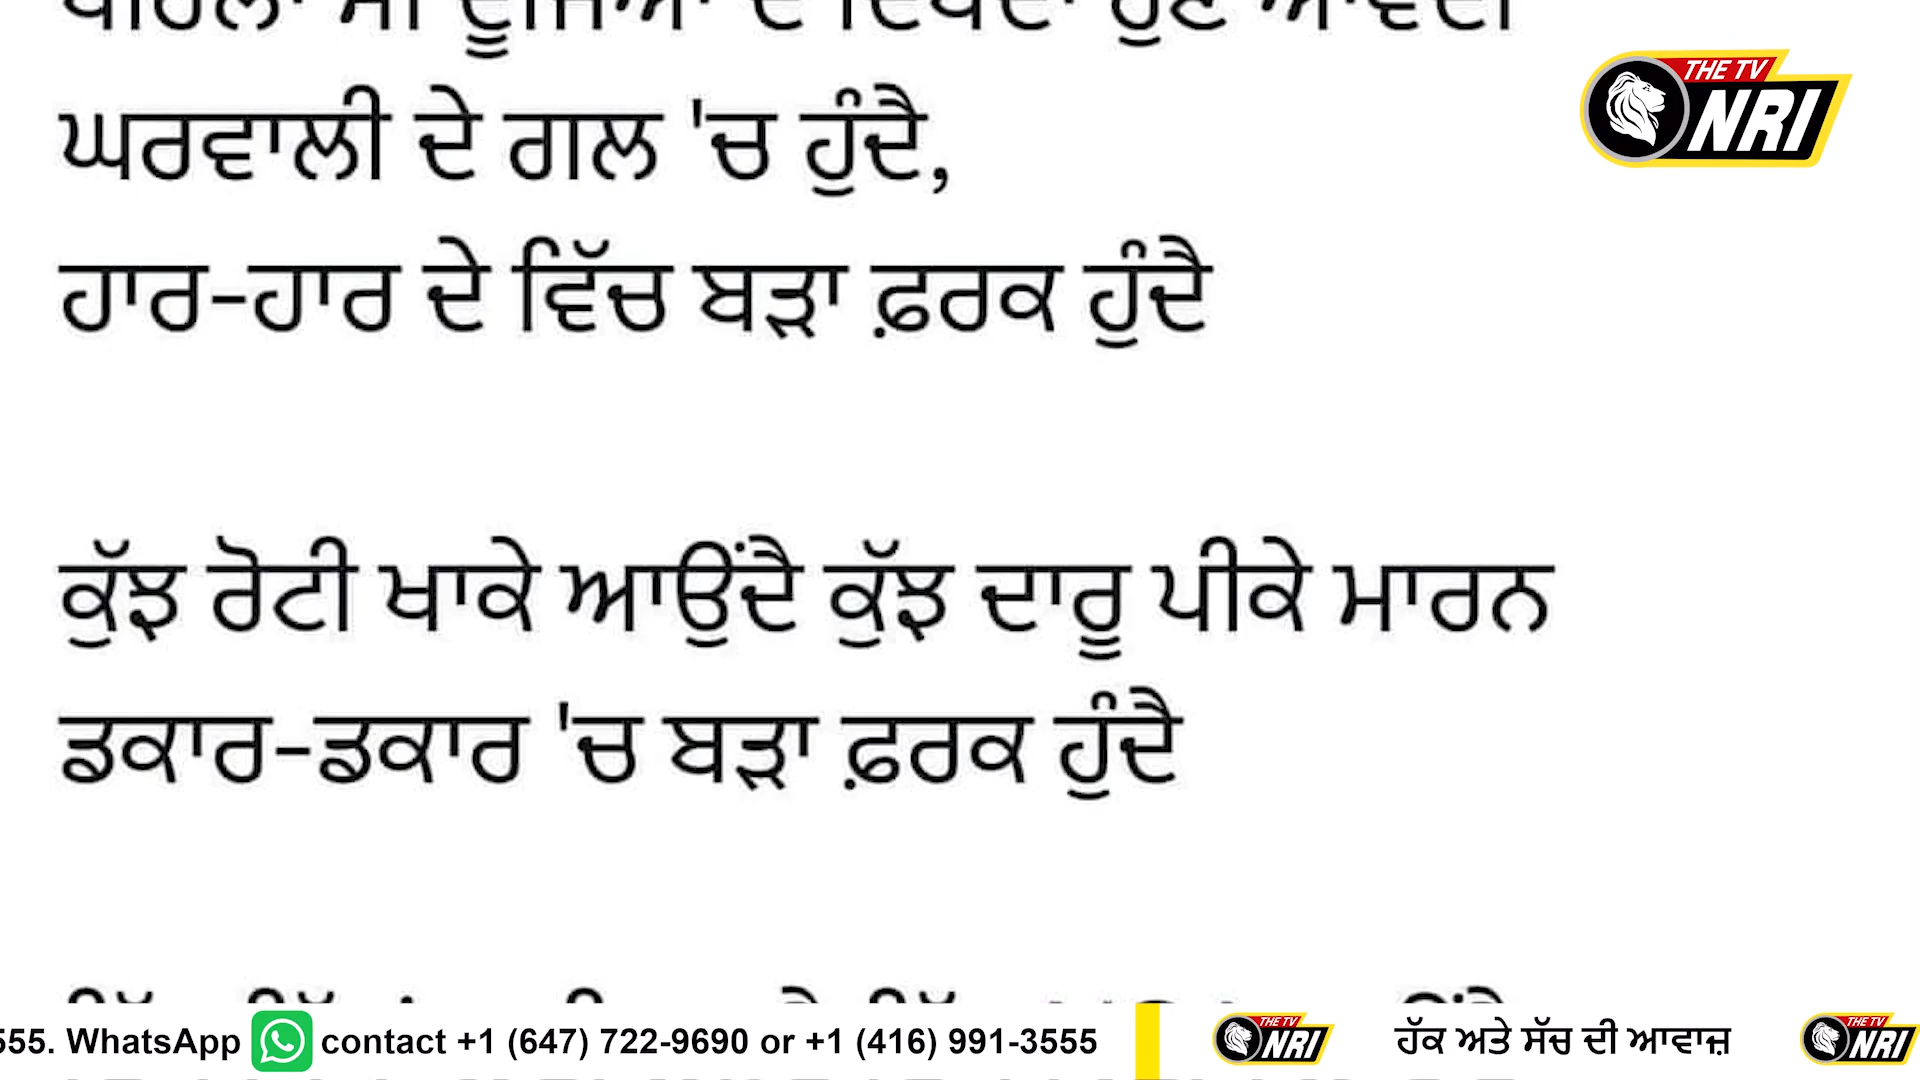 ਘਰਵਾਲੀ ਦੇ ਗਲ 'ਚ ਹੁੰਦੈ,
ਹਾਰ-ਹਾਰ ਦੇ ਵਿੱਚ ਬੜਾ ਫ਼ਰਕ ਹੁੰਦੈ
ਕੁੱਝ ਰੋਟੀ ਖਾਕੇ ਆਉਂਦੈ ਕੁੱਝ ਦਾਰੂ ਪੀਕੇ ਮਾਰਨ
ਡਕਾਰ-ਡਕਾਰ 'ਚ ਬੜਾ ਫ਼ਰਕ ਹੁੰਦੈ
THE TV
NRI
555. WhatsApp contact +1 (647) 722-9690 or +1 (416) 991-3555 THE TV NRI ਹੱਕ ਅਤੇ ਸੱਚ ਦੀ ਆਵਾਜ਼ THE TV NRI